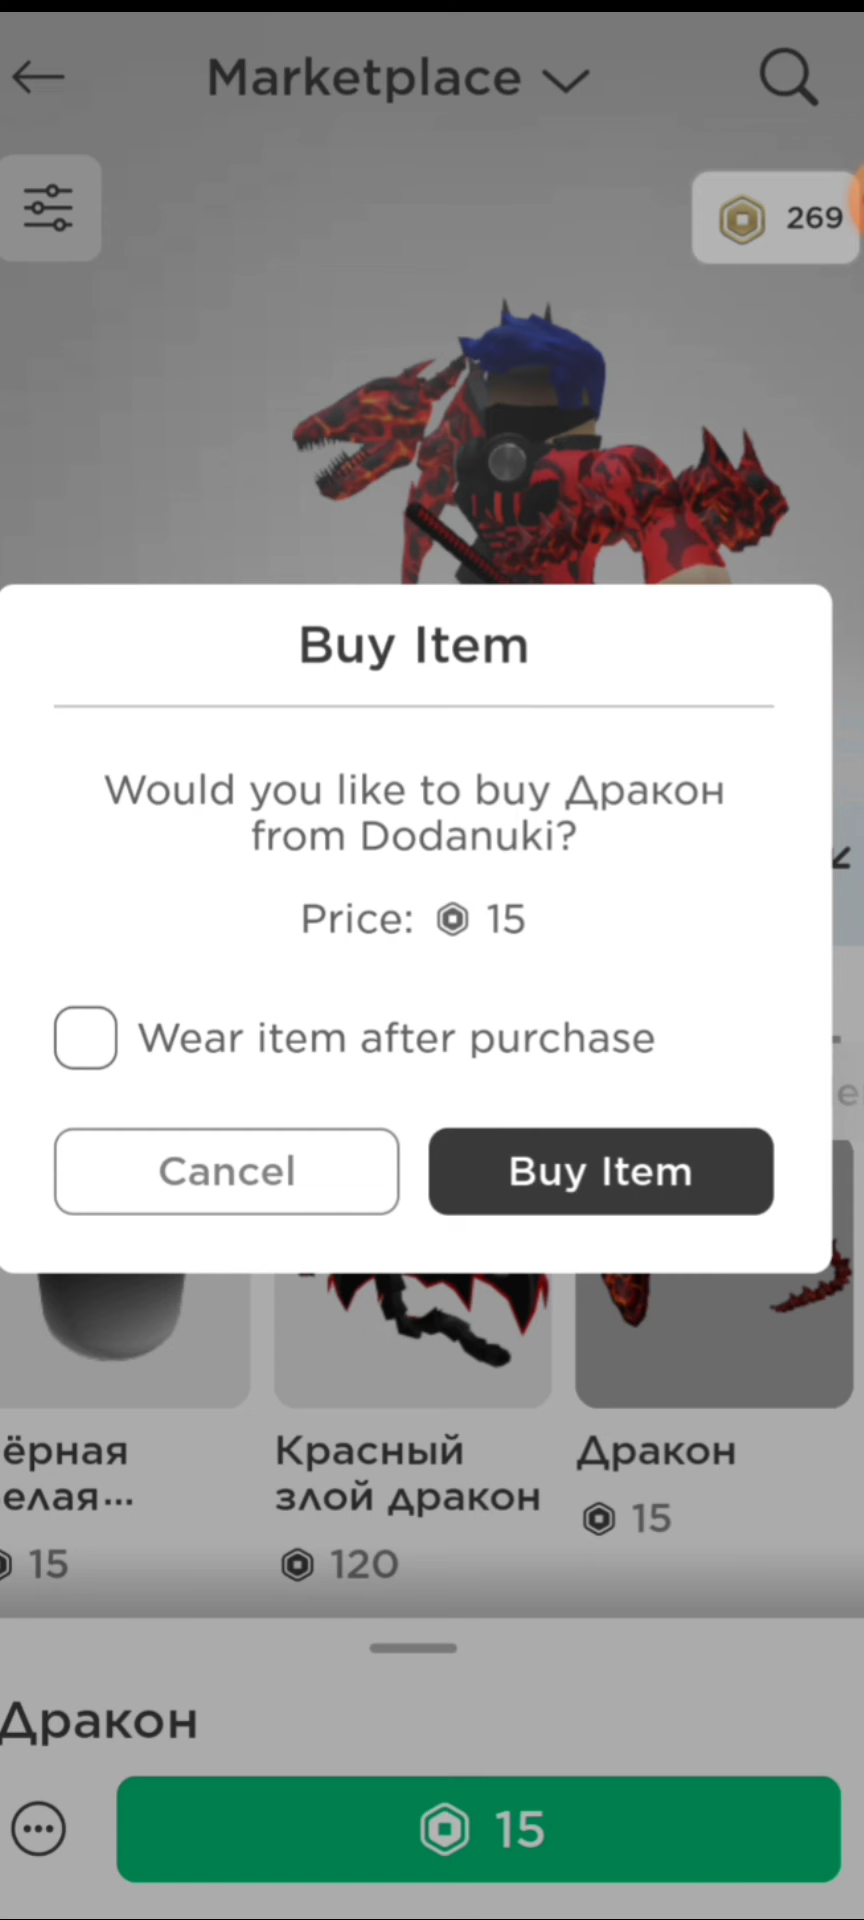 Marketplace
269
Buy Item
Would you like to buy Дракон
from Dodanuki?
Price: 15
Wear item after purchase
Cancel
Buy Item
ёрная
елая...
15
Красный
злой дракон
120
Дракон
15
Дракон
15